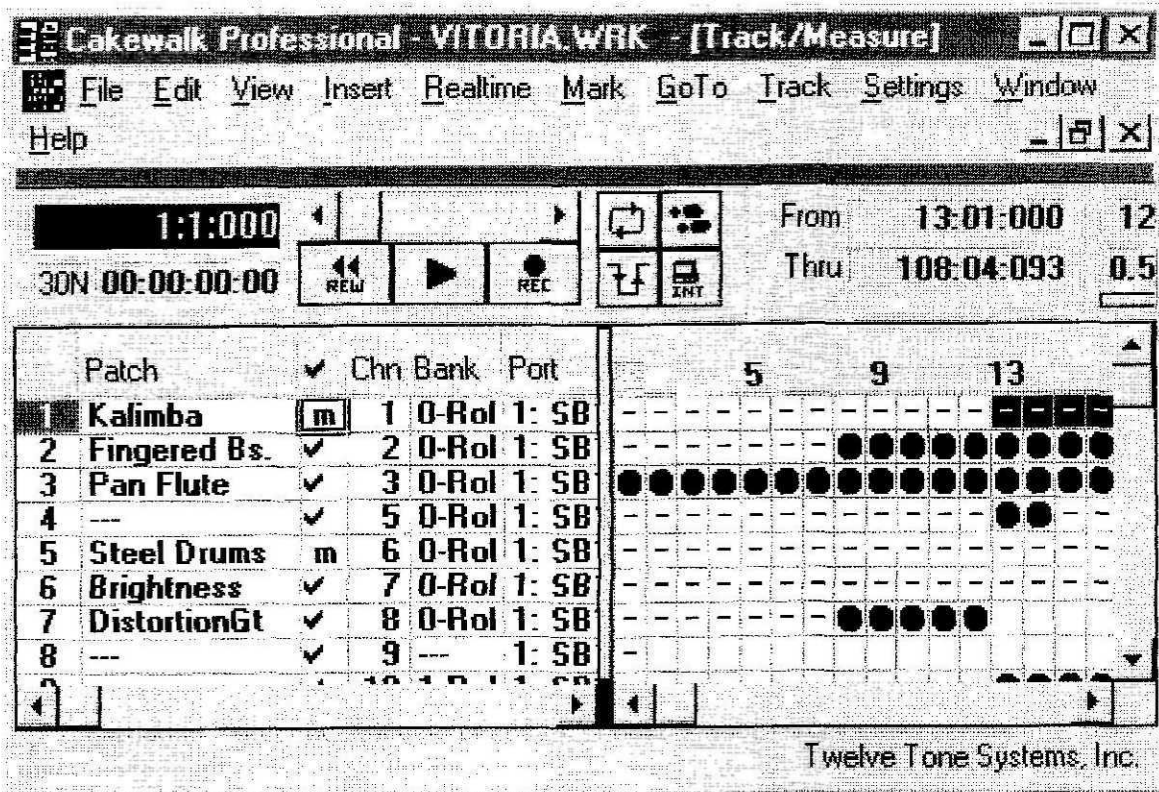 Cakewalk Professional - VITORIA.WRK - [Track/Measure]
File Edit View Insert Realtime Mark GoTo Track Settings Window
Help
1:1:000
From 13:01:000 12
30N 00:00:00:00
REW REC INT
Thru 108:04:093 0.5
Patch ✔ Chn Bank Port 5 9 13
1 Kalimba m 1 0-Rol 1: SB
2 Fingered Bs. ✔ 2 0-Rol 1: SB
3 Pan Flute ✔ 3 0-Rol 1: SB
4 --- ✔ 5 0-Rol 1: SB
5 Steel Drums m 6 0-Rol 1: SB
6 Brightness ✔ 7 0-Rol 1: SB
7 DistortionGt ✔ 8 0-Rol 1: SB
8 --- ✔ 9 --- 1: SB
Twelve Tone Systems, Inc.